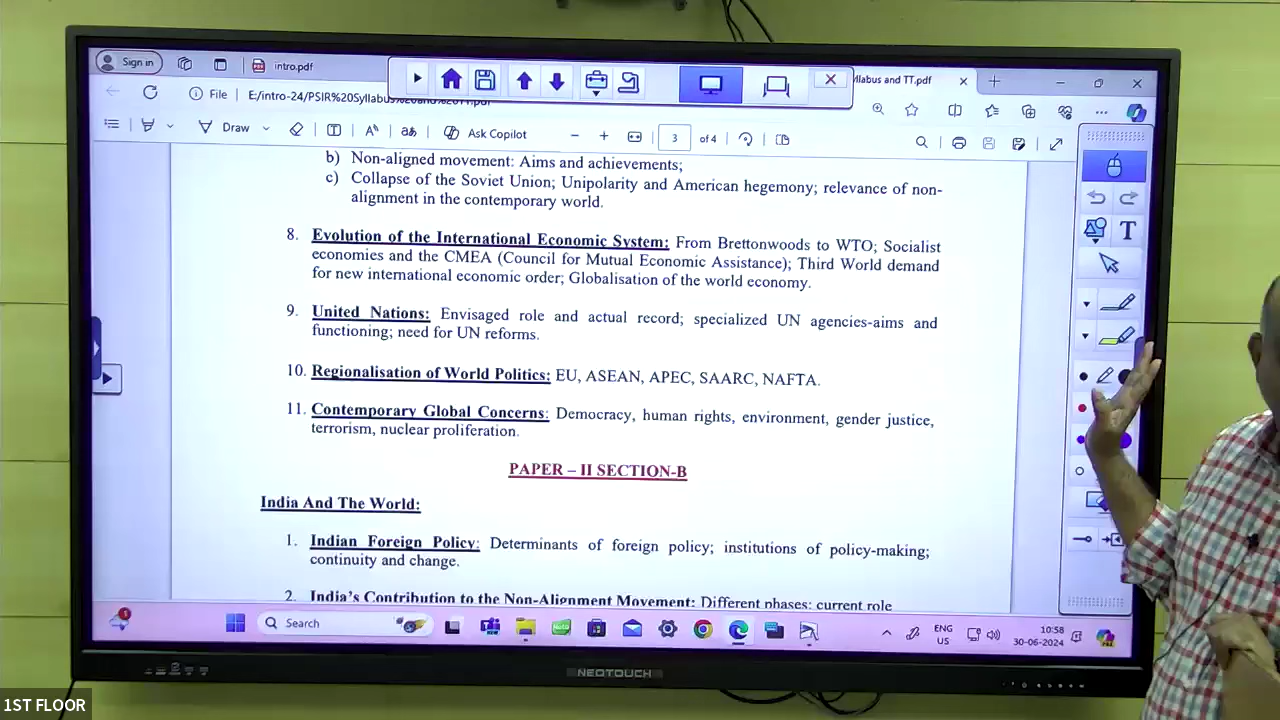 Sign in
intro.pdf
llabus and TT.pdf
File
E:/intro-24/PSIR%20Syllabus%20and%20TT.pdf
Draw
Ask Copilot
3
of 4
b) Non-aligned movement: Aims and achievements;
c) Collapse of the Soviet Union; Unipolarity and American hegemony; relevance of non-
alignment in the contemporary world.
8. Evolution of the International Economic System: From Brettonwoods to WTO; Socialist
economies and the CMEA (Council for Mutual Economic Assistance); Third World demand
for new international economic order; Globalisation of the world economy.
9. United Nations: Envisaged role and actual record; specialized UN agencies-aims and
functioning; need for UN reforms.
10. Regionalisation of World Politics: EU, ASEAN, APEC, SAARC, NAFTA.
11. Contemporary Global Concerns: Democracy, human rights, environment, gender justice,
terrorism, nuclear proliferation.
PAPER – II SECTION-B
India And The World:
1. Indian Foreign Policy: Determinants of foreign policy; institutions of policy-making;
continuity and change.
2. India's Contribution to the Non-Alignment Movement: Different phases; current role
Search
ENG
US
10:58
30-06-2024
NEOTOUCH
1ST FLOOR